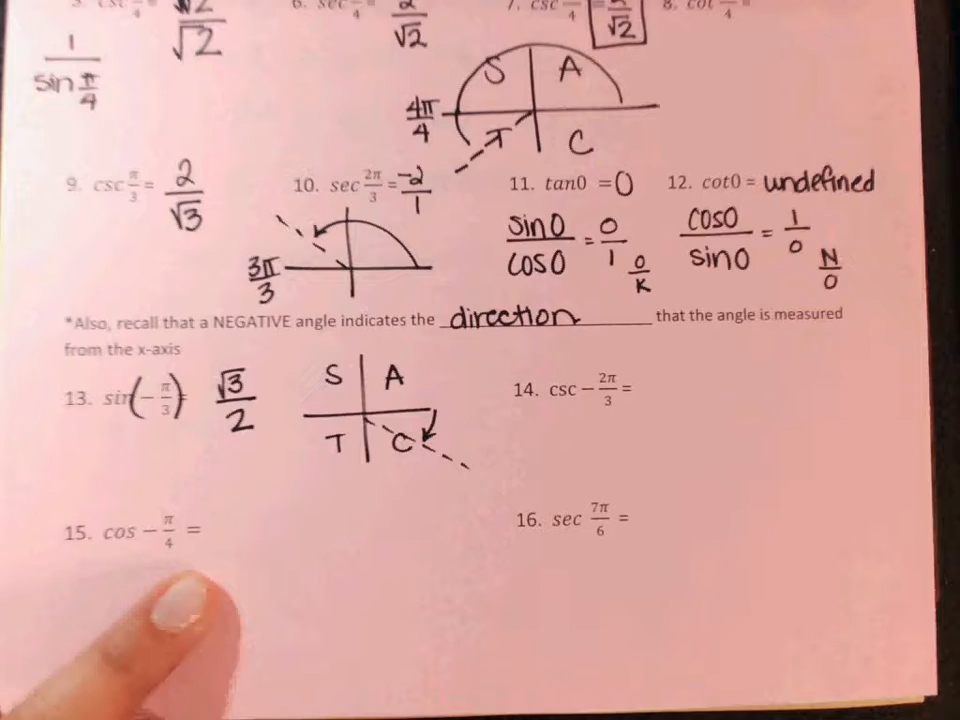 6. sec π/4 = 2/√2
7. csc
8. cot
√2
1/sin π/4
S A
4π/4 T C
9. csc π/3 = 2/√3
10. sec 2π/3 = -2/1
11. tan0 = 0
12. cot0 = undefined
sin0/cos0 = 0/1 0/K
cos0/sin0 = 1/0 N/0
3π/3
*Also, recall that a NEGATIVE angle indicates the direction that the angle is measured
from the x-axis
13. sin(-π/3) = √3/2
S A
T C
14. csc - 2π/3 =
15. cos - π/4 =
16. sec 7π/6 =